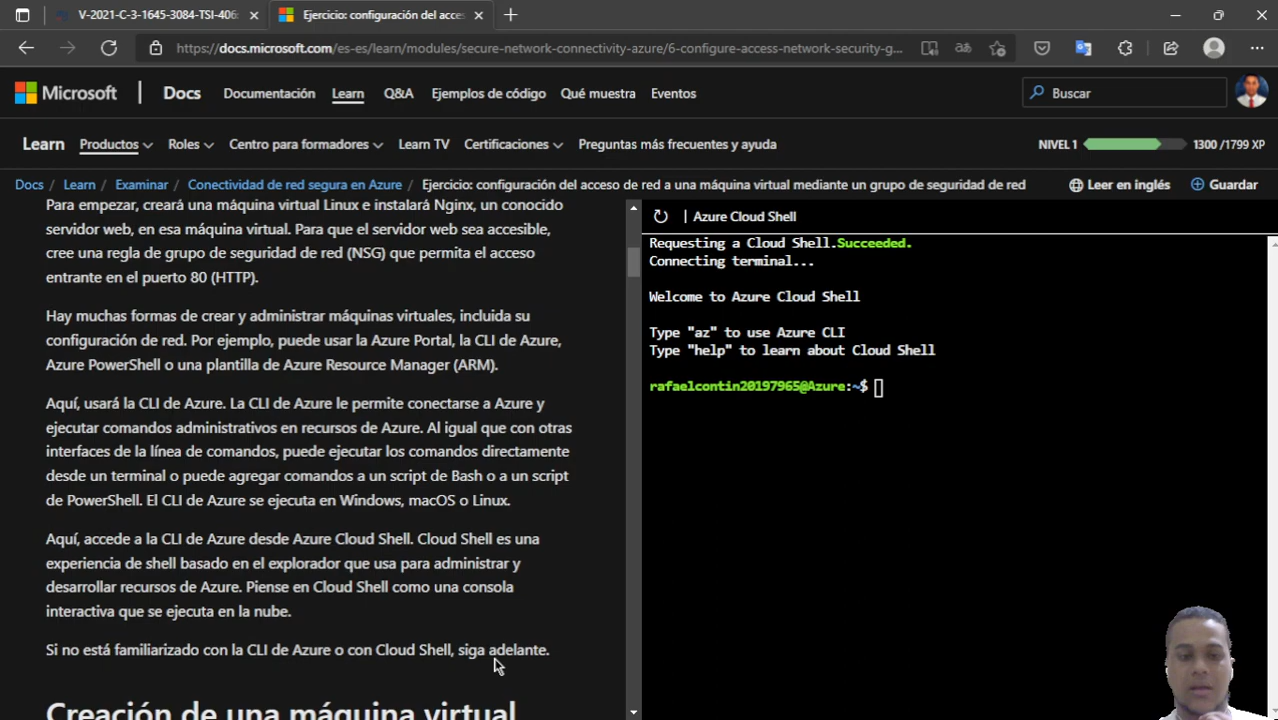 V-2021-C-3-1645-3084-TSI-406:
Ejercicio: configuración del acces
https://docs.microsoft.com/es-es/learn/modules/secure-network-connectivity-azure/6-configure-access-network-security-g...
Microsoft
Docs
Documentación
Learn
Q&A
Ejemplos de código
Qué muestra
Eventos
Buscar
Learn
Productos
Roles
Centro para formadores
Learn TV
Certificaciones
Preguntas más frecuentes y ayuda
NIVEL 1
1300 /1799 XP
Docs / Learn / Examinar / Conectividad de red segura en Azure / Ejercicio: configuración del acceso de red a una máquina virtual mediante un grupo de seguridad de red
Leer en inglés
Guardar
Para empezar, creará una máquina virtual Linux e instalará Nginx, un conocido
servidor web, en esa máquina virtual. Para que el servidor web sea accesible,
cree una regla de grupo de seguridad de red (NSG) que permita el acceso
entrante en el puerto 80 (HTTP).
Hay muchas formas de crear y administrar máquinas virtuales, incluida su
configuración de red. Por ejemplo, puede usar la Azure Portal, la CLI de Azure,
Azure PowerShell o una plantilla de Azure Resource Manager (ARM).
Aquí, usará la CLI de Azure. La CLI de Azure le permite conectarse a Azure y
ejecutar comandos administrativos en recursos de Azure. Al igual que con otras
interfaces de la línea de comandos, puede ejecutar los comandos directamente
desde un terminal o puede agregar comandos a un script de Bash o a un script
de PowerShell. El CLI de Azure se ejecuta en Windows, macOS o Linux.
Aquí, accede a la CLI de Azure desde Azure Cloud Shell. Cloud Shell es una
experiencia de shell basado en el explorador que usa para administrar y
desarrollar recursos de Azure. Piense en Cloud Shell como una consola
interactiva que se ejecuta en la nube.
Si no está familiarizado con la CLI de Azure o con Cloud Shell, siga adelante.
Creación de una máquina virtual
| Azure Cloud Shell
Requesting a Cloud Shell.Succeeded.
Connecting terminal...
Welcome to Azure Cloud Shell
Type "az" to use Azure CLI
Type "help" to learn about Cloud Shell
rafaelcontin20197965@Azure:~$